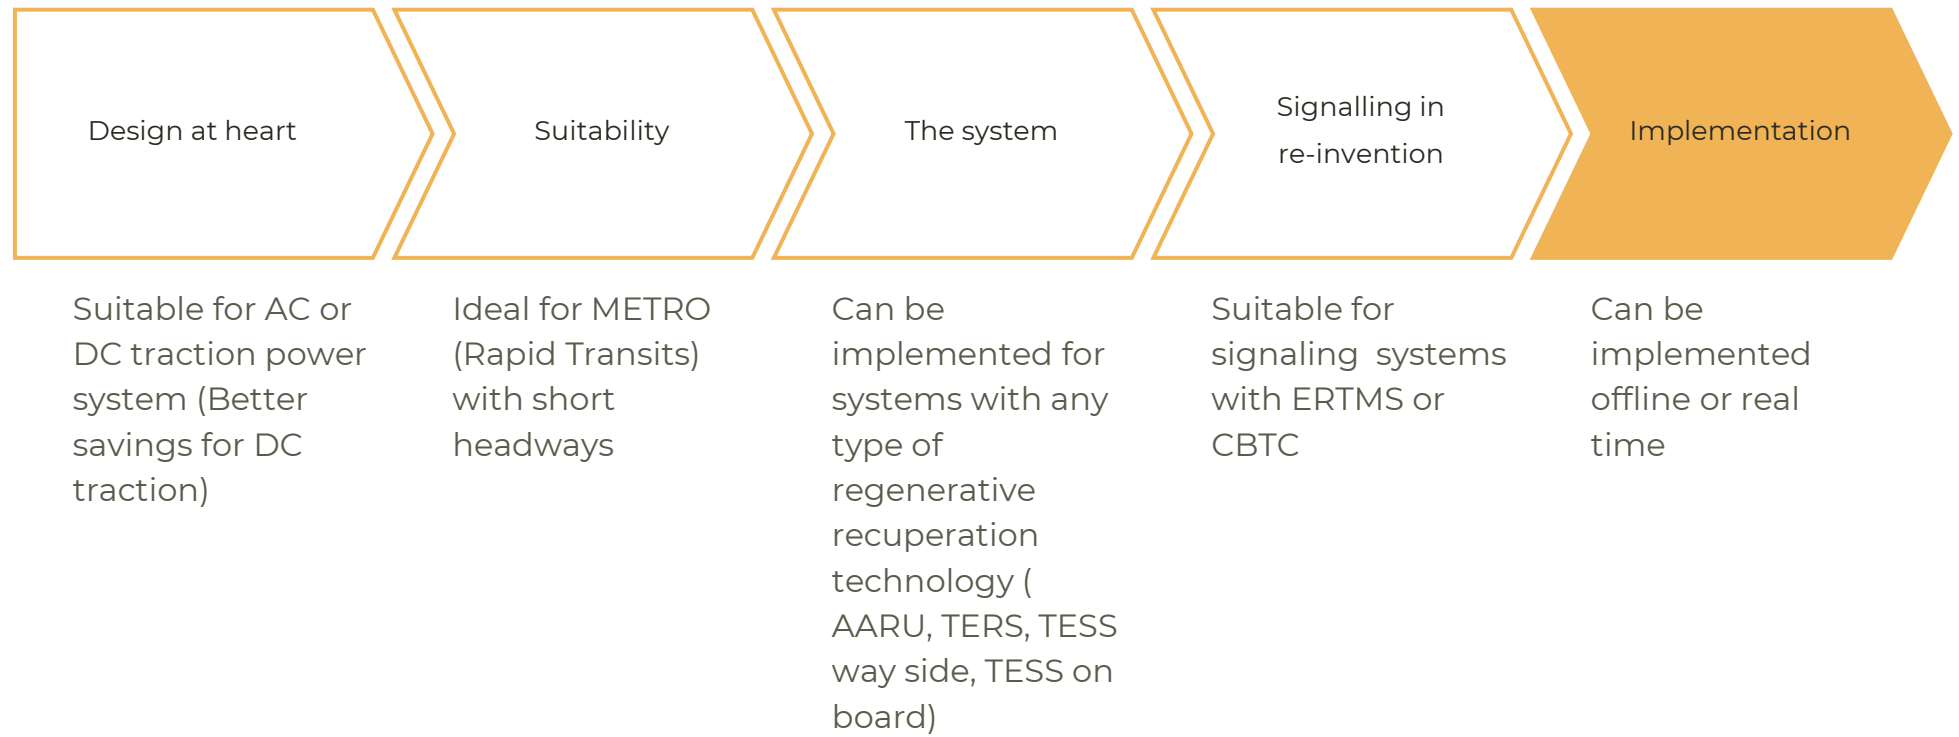 Design at heart
Suitability
The system
Signalling in
re-invention
Implementation
Suitable for AC or
DC traction power
system (Better
savings for DC
traction)
Ideal for METRO
(Rapid Transits)
with short
headways
Can be
implemented for
systems with any
type of
regenerative
recuperation
technology (
AARU, TERS, TESS
way side, TESS on
board)
Suitable for
signaling  systems
with ERTMS or
CBTC
Can be
implemented
offline or real
time